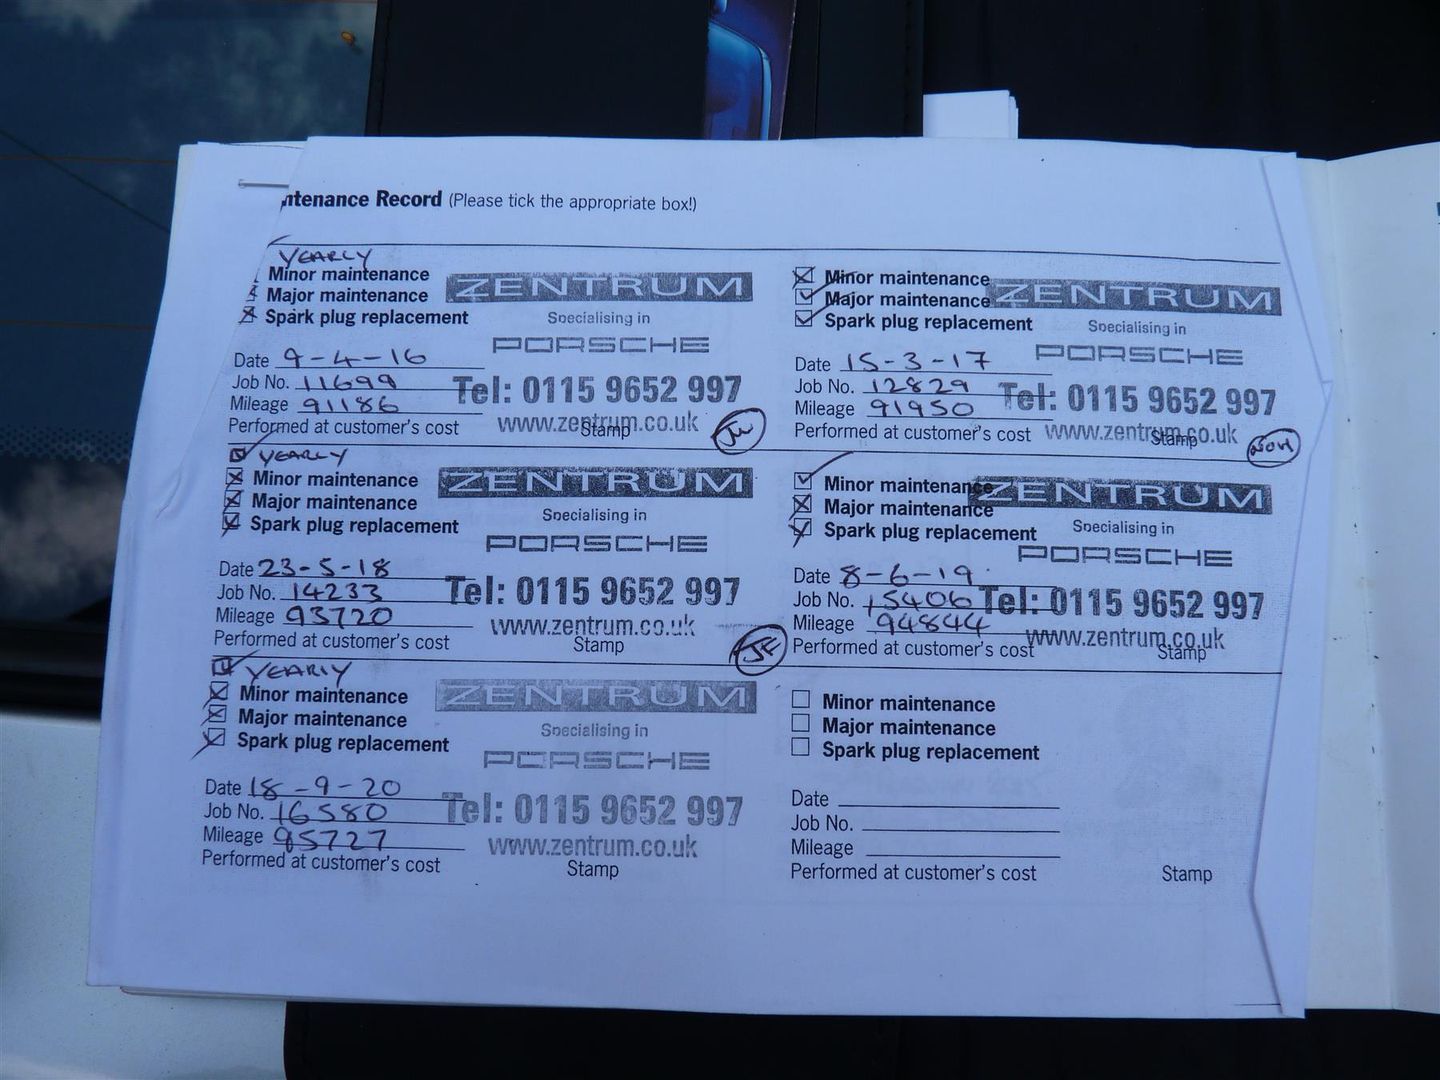 ntenance Record (Please tick the appropriate box!)
YEARLY
Minor maintenance
Major maintenance
Spark plug replacement
ZENTRUM
Specialising in
PORSCHE
Date 9-4-16
Job No. 11699
Tel: 0115 9652 997
Mileage 91186
www.zentrum.co.uk
Performed at customer's cost
Stamp
JW
Minor maintenance
Major maintenance
Spark plug replacement
ZENTRUM
Specialising in
PORSCHE
Date 15-3-17
Job No. 12829
Tel: 0115 9652 997
Mileage 91950
Performed at customer's cost
www.zentrum.co.uk
Stamp
YEARLY
Minor maintenance
Major maintenance
Spark plug replacement
ZENTRUM
Specialising in
PORSCHE
Date 23-5-18
Job No. 14233
Tel: 0115 9652 997
Mileage 93720
www.zentrum.co.uk
Performed at customer's cost
Stamp
JF
Minor maintenance
Major maintenance
Spark plug replacement
ZENTRUM
Specialising in
PORSCHE
Date 8-6-19
Job No. 15406
Tel: 0115 9652 997
Mileage 94844
www.zentrum.co.uk
Performed at customer's cost
Stamp
YEARLY
Minor maintenance
Major maintenance
Spark plug replacement
ZENTRUM
Specialising in
PORSCHE
Date 18-9-20
Job No. 16580
Tel: 0115 9652 997
Mileage 95727
www.zentrum.co.uk
Performed at customer's cost
Stamp
Minor maintenance
Major maintenance
Spark plug replacement
Date
Job No.
Mileage
Performed at customer's cost
Stamp